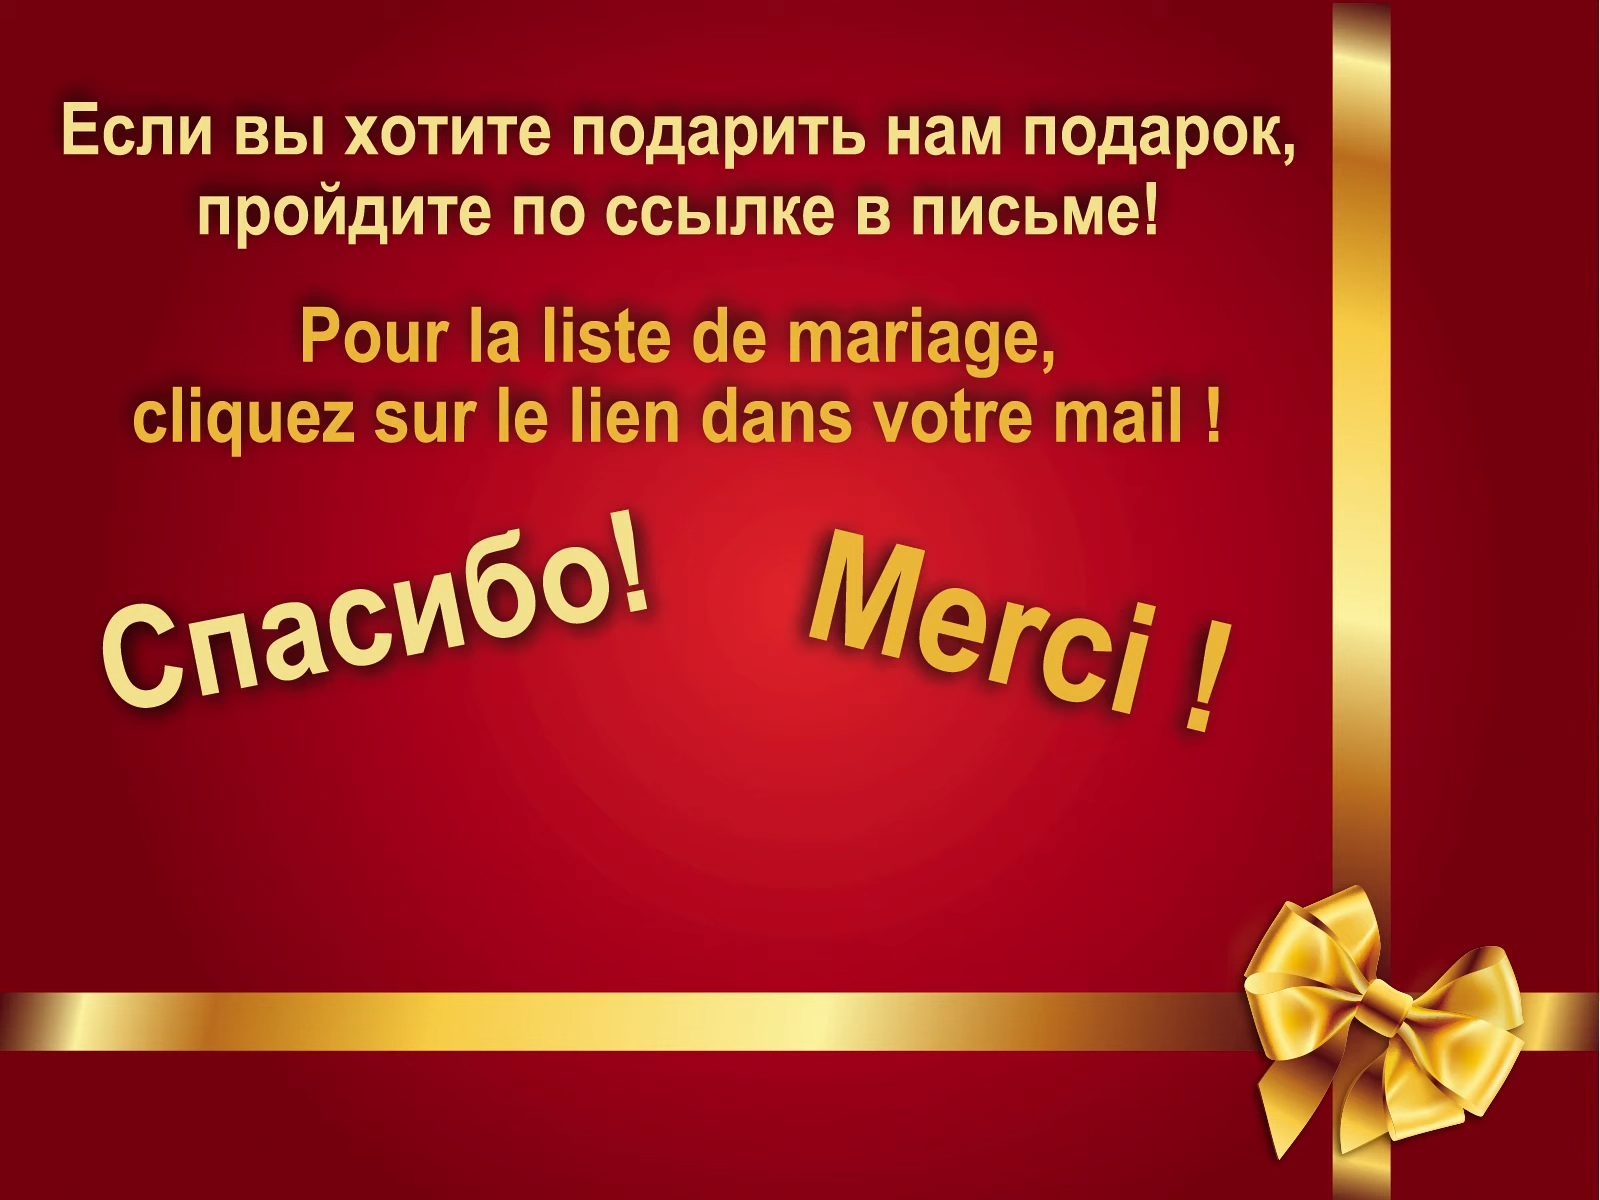 Если вы хотите подарить нам подарок,
пройдите по ссылке в письме!
Pour la liste de mariage,
cliquez sur le lien dans votre mail !
Спасибо!
Merci !